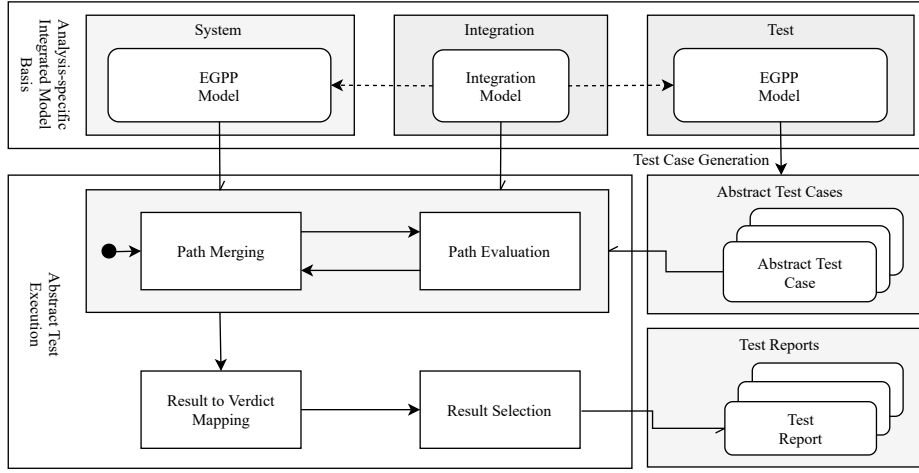 Analysis-specific
Integrated Model
Basis
System
EGPP
Model
Integration
Integration
Model
Test
EGPP
Model
Test Case Generation
Abstract Test
Execution
Path Merging
Path Evaluation
Abstract Test Cases
Abstract Test
Case
Result to Verdict
Mapping
Result Selection
Test Reports
Test
Report